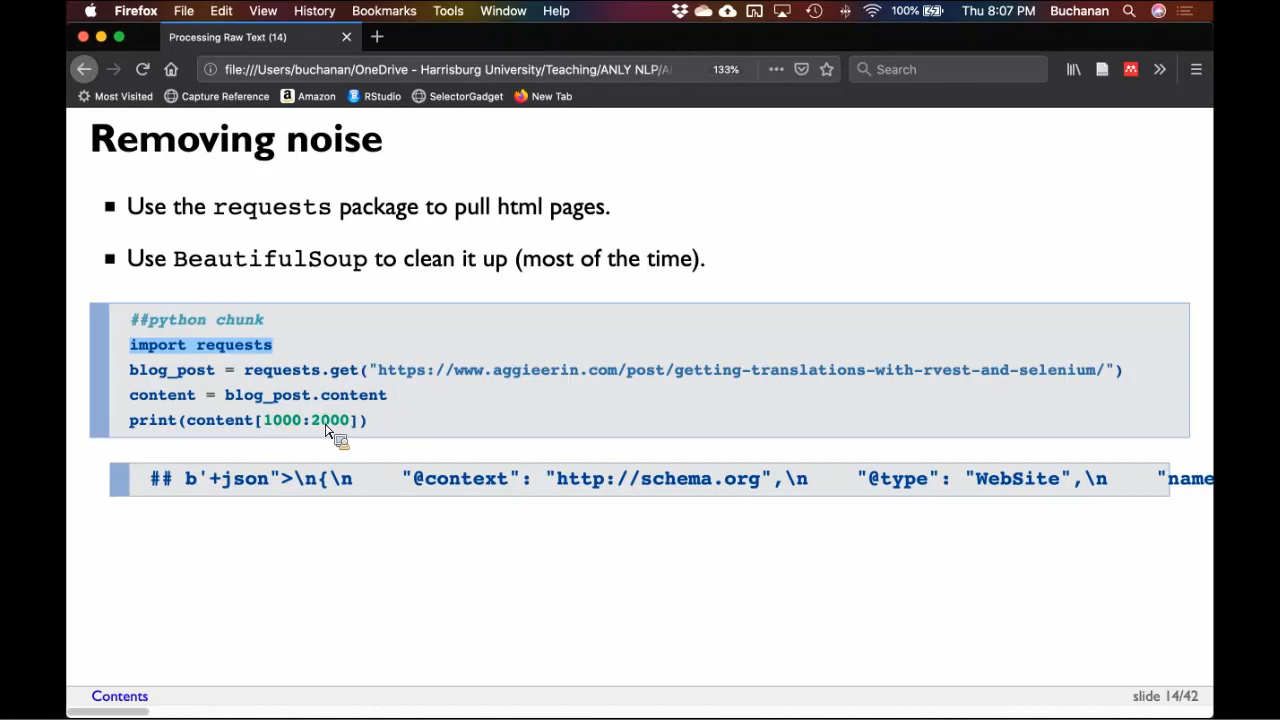 Firefox File Edit View History Bookmarks Tools Window Help 100% Thu 8:07 PM Buchanan
Processing Raw Text (14)
file:///Users/buchanan/OneDrive - Harrisburg University/Teaching/ANLY NLP/A 133% Search
Most Visited Capture Reference Amazon RStudio SelectorGadget New Tab
Removing noise
■ Use the requests package to pull html pages.
■ Use BeautifulSoup to clean it up (most of the time).
##python chunk
import requests
blog_post = requests.get("https://www.aggieerin.com/post/getting-translations-with-rvest-and-selenium/")
content = blog_post.content
print(content[1000:2000])
## b'+json">\n{\n    "@context": "http://schema.org",\n    "@type": "WebSite",\n    "name
Contents slide 14/42